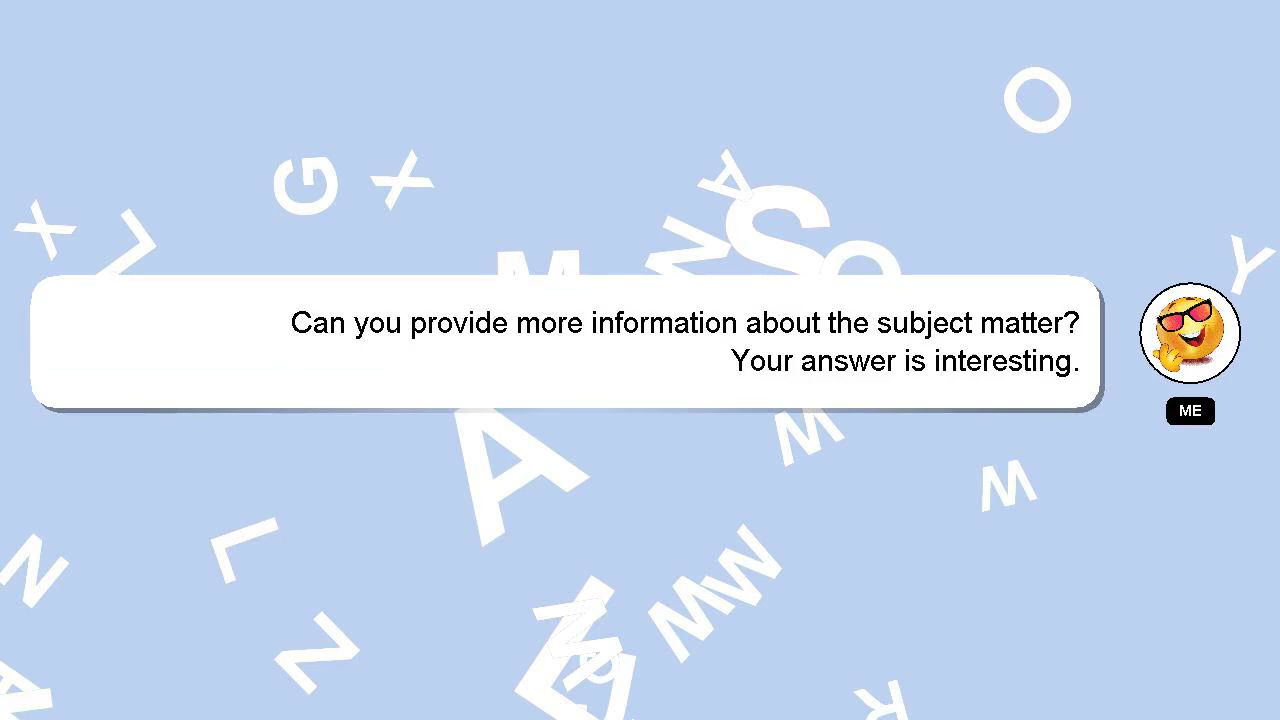 Can you provide more information about the subject matter?
Your answer is interesting.
ME
O
G
X
A
X
L
S
N
O
M
Y
A
W
W
L
N
W
M
Z
Z
R
A